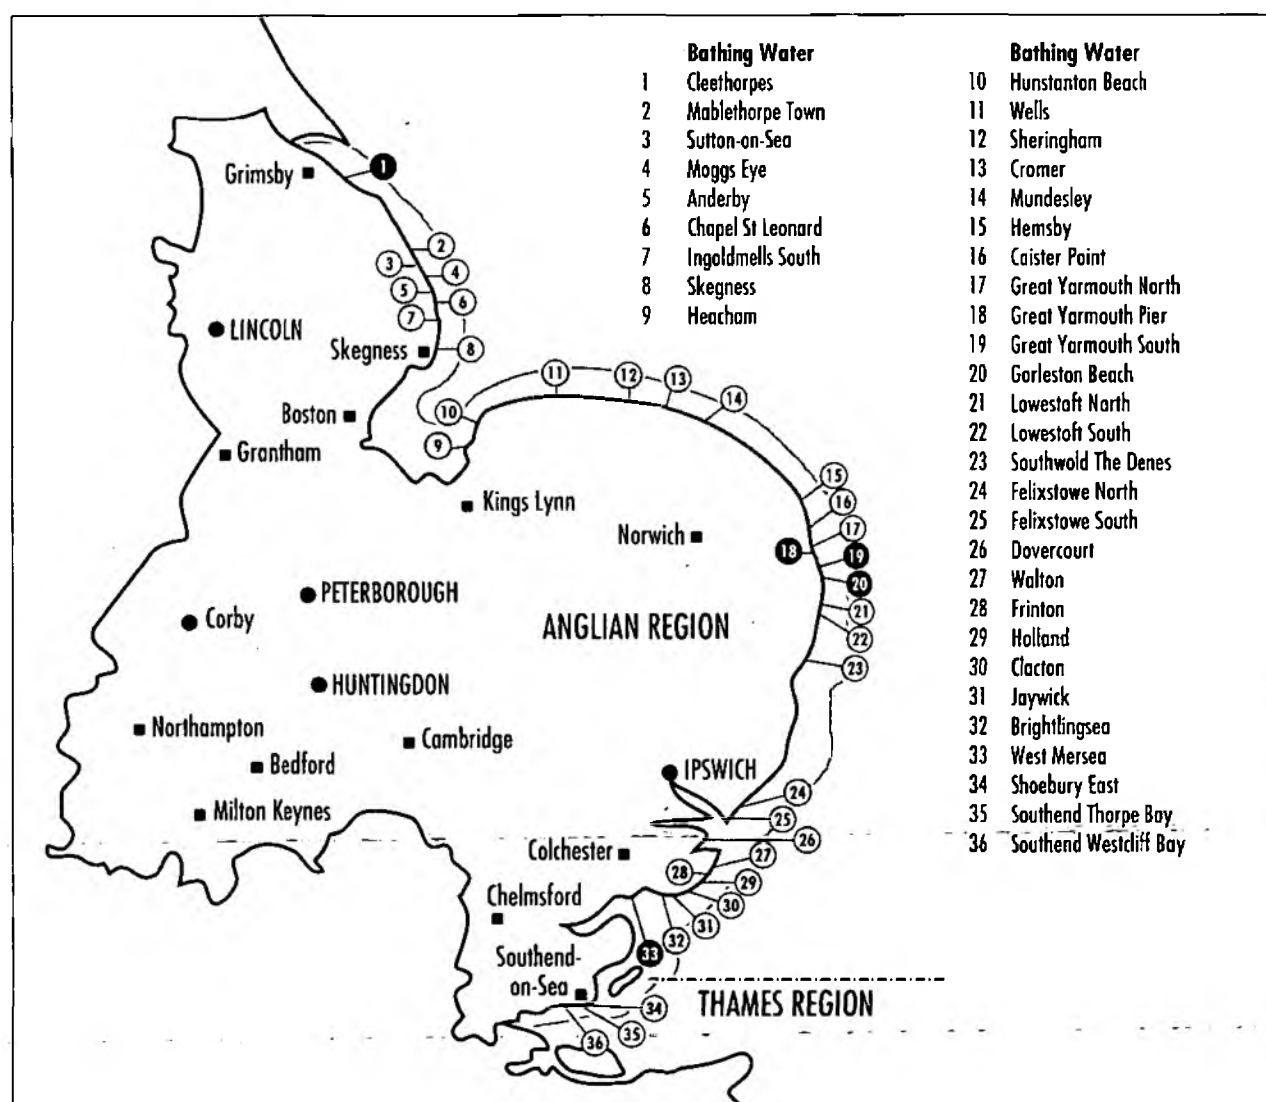 Bathing Water
1 Cleethorpes
2 Mablethorpe Town
3 Sutton-on-Sea
4 Moggs Eye
5 Anderby
6 Chapel St Leonard
7 Ingoldmells South
8 Skegness
9 Heacham
Bathing Water
10 Hunstanton Beach
11 Wells
12 Sheringham
13 Cromer
14 Mundesley
15 Hemsby
16 Caister Point
17 Great Yarmouth North
18 Great Yarmouth Pier
19 Great Yarmouth South
20 Gorleston Beach
21 Lowestoft North
22 Lowestoft South
23 Southwold The Denes
24 Felixstowe North
25 Felixstowe South
26 Dovercourt
27 Walton
28 Frinton
29 Holland
30 Clacton
31 Jaywick
32 Brightlingsea
33 West Mersea
34 Shoebury East
35 Southend Thorpe Bay
36 Southend Westcliff Bay
Grimsby
1
2
3
4
5
6
7
LINCOLN
Skegness
8
Boston
10
11
12
13
14
Grantham
9
Kings Lynn
15
16
Norwich
17
18
19
20
PETERBOROUGH
Corby
ANGLIAN REGION
21
22
23
HUNTINGDON
Northampton
Cambridge
Bedford
IPSWICH
Milton Keynes
24
25
26
Colchester
27
28
29
30
31
32
33
Chelmsford
Southend-
on-Sea
THAMES REGION
34
35
36